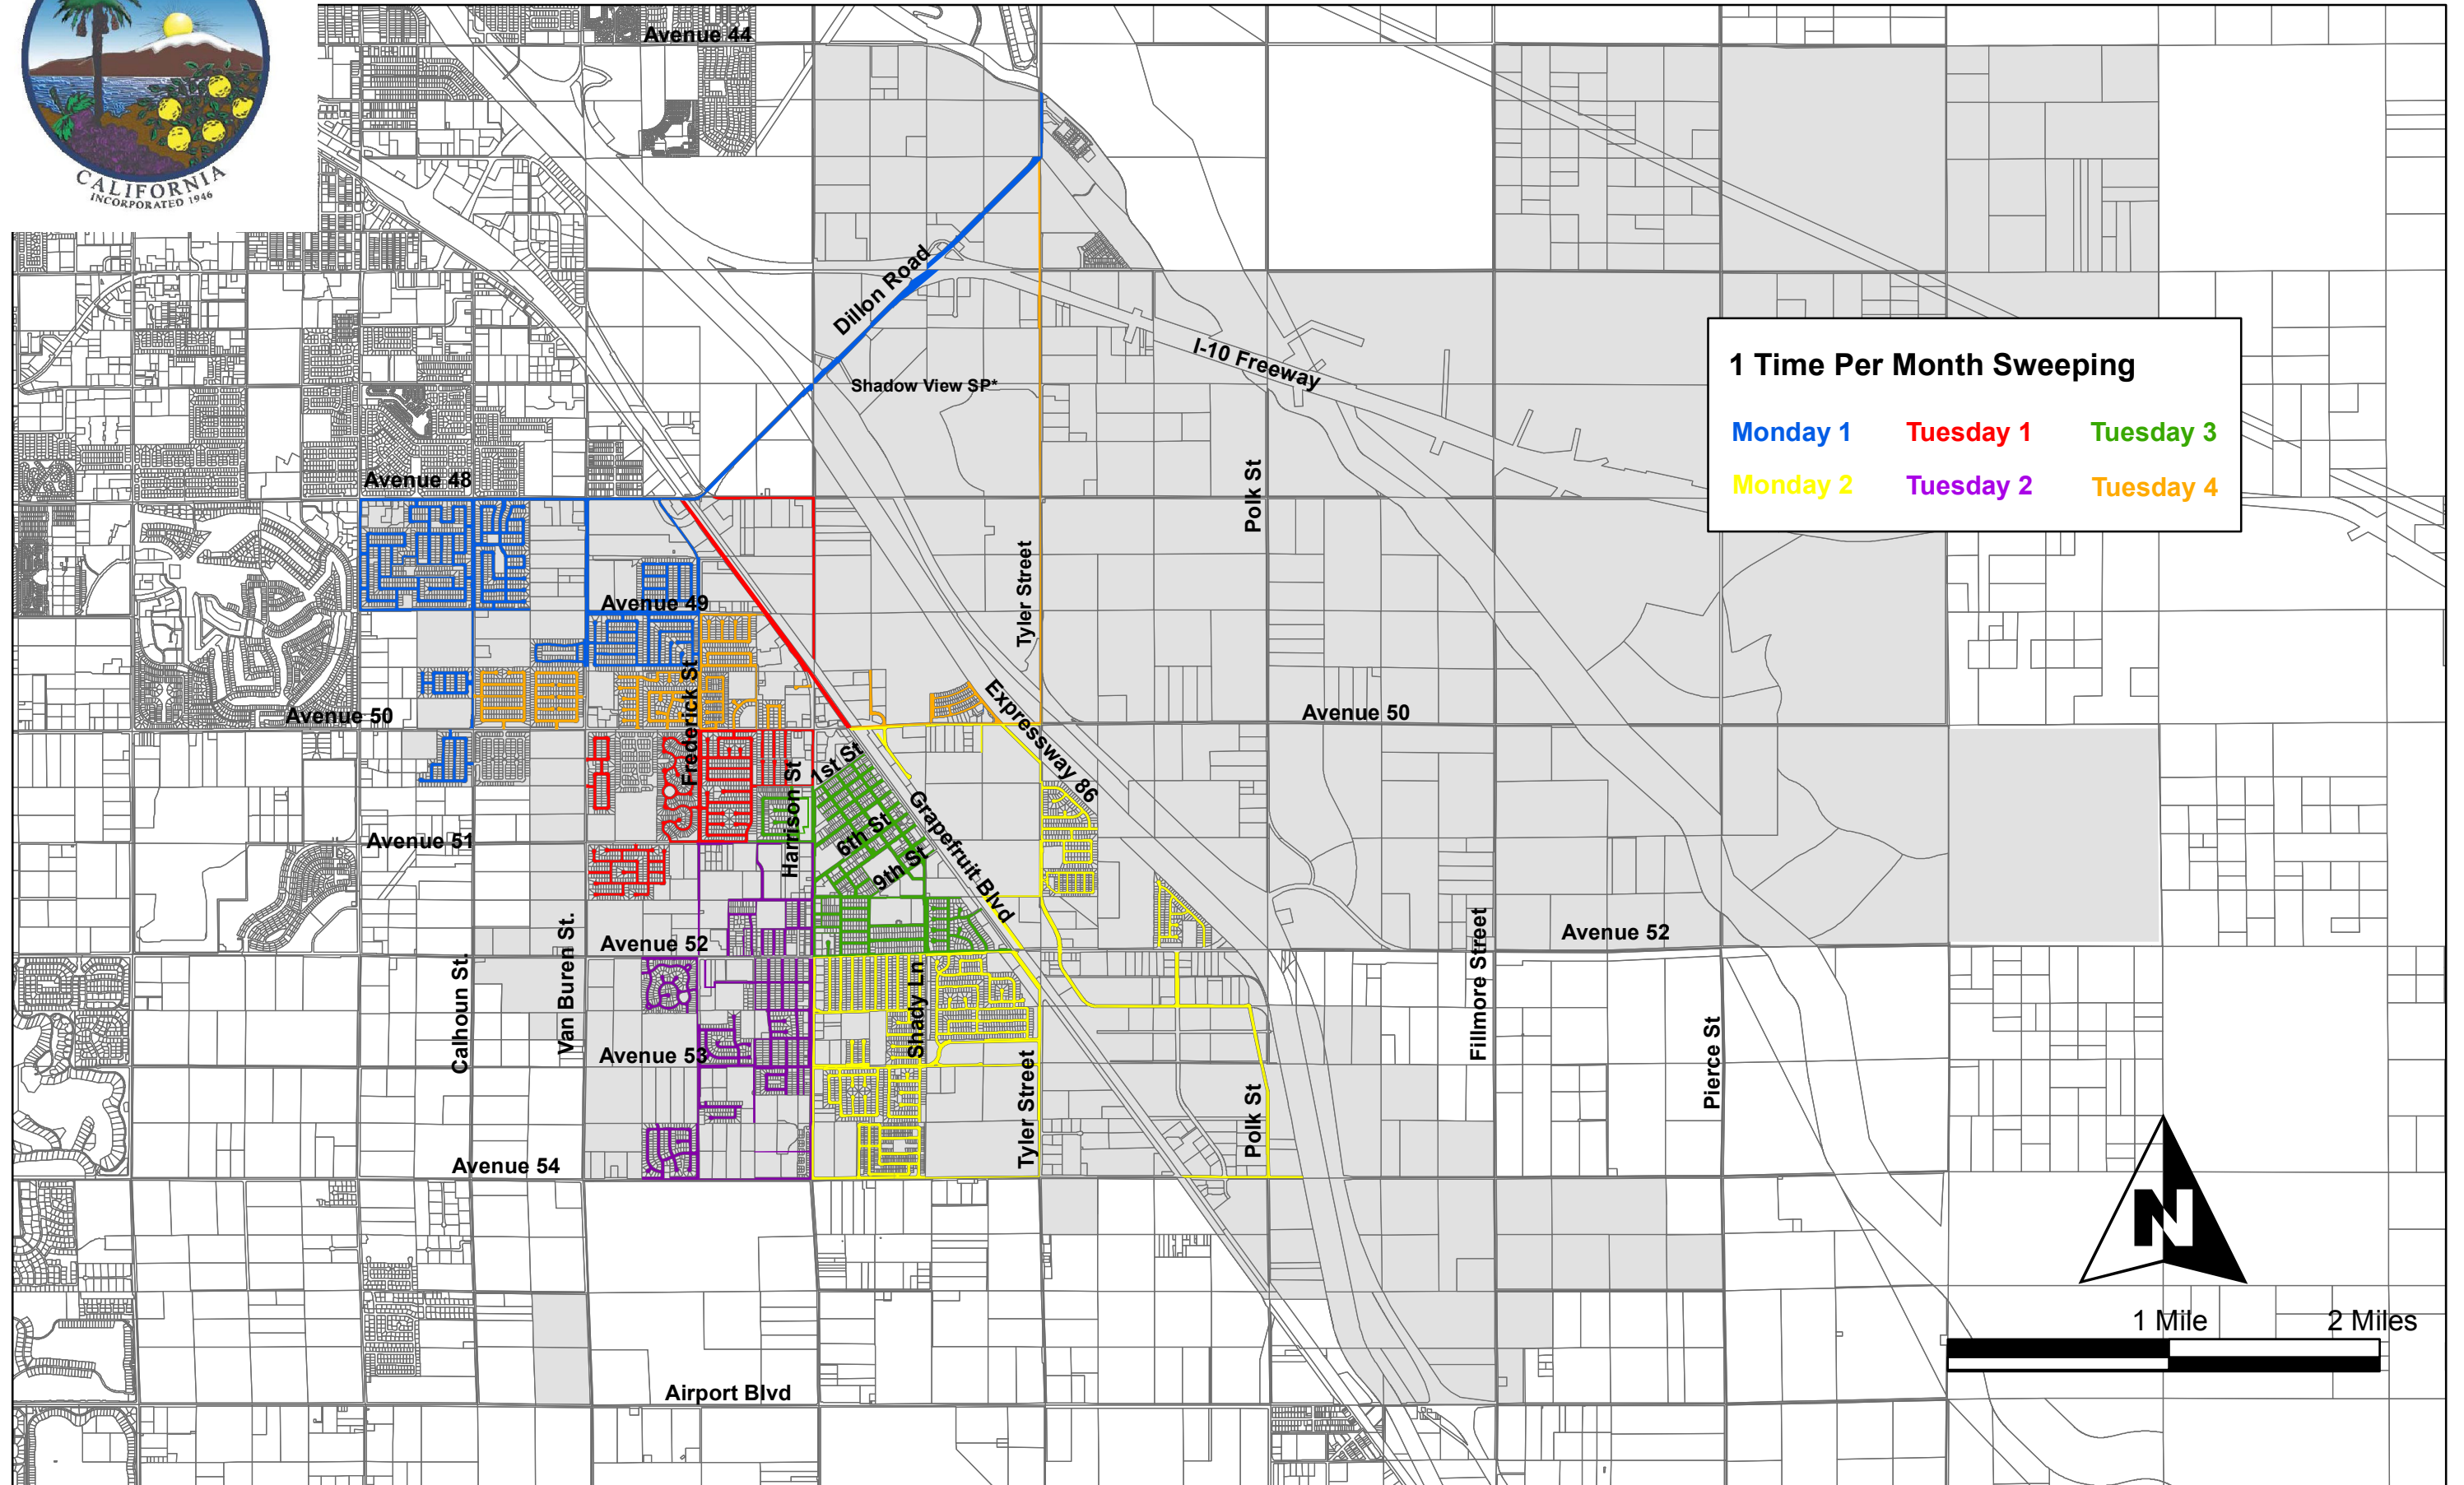 CALIFORNIA
INCORPORATED 1946
Avenue 44
Dillon Road
I-10 Freeway
Shadow View SP*
1 Time Per Month Sweeping
Monday 1 Tuesday 1 Tuesday 3
Monday 2 Tuesday 2 Tuesday 4
Avenue 48
Polk St
Tyler Street
Avenue 49
Frederick St
Expressway 86
Avenue 50
Avenue 50
1st St
Harrison St
Grapefruit Blvd
6th St
Avenue 51
9th St
Avenue 52
Avenue 52
Van Buren St.
Calhoun St.
Shady Ln
Fillmore Street
Avenue 53
Tyler Street
Polk St
Pierce St
Avenue 54
N
1 Mile 2 Miles
Airport Blvd